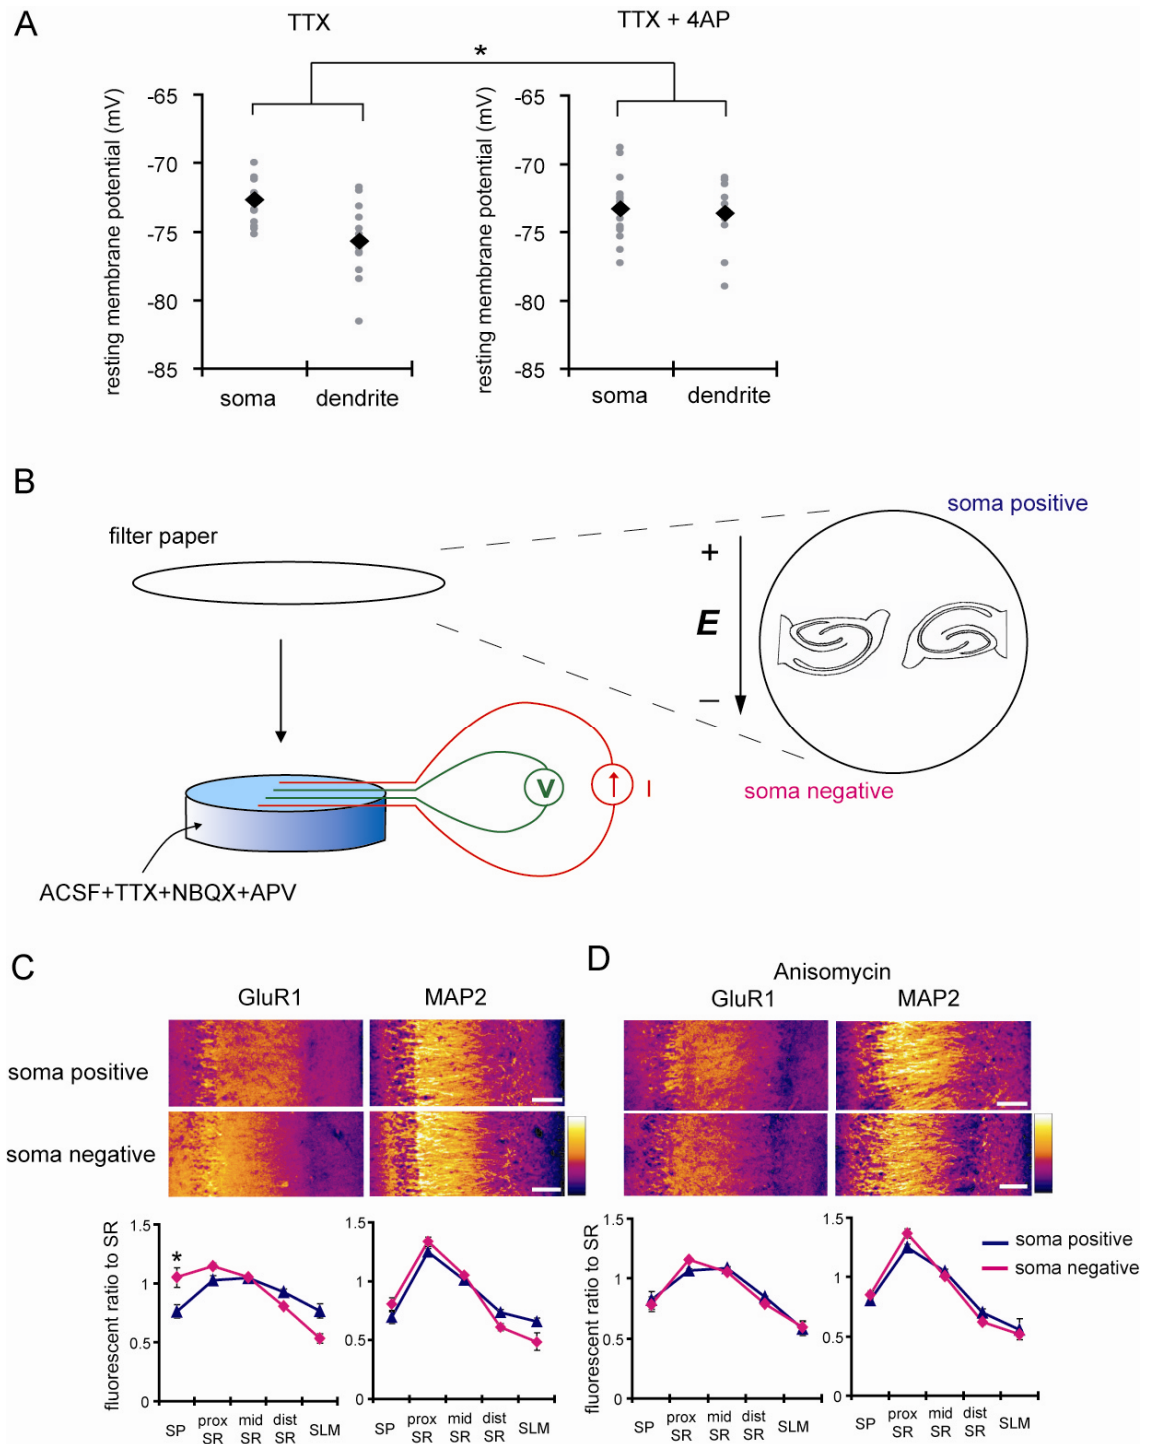 A
TTX
TTX + 4AP
*
resting membrane potential (mV)
-65
-70
-75
-80
-85
soma
dendrite
resting membrane potential (mV)
-65
-70
-75
-80
-85
soma
dendrite
B
filter paper
soma positive
+
E
–
soma negative
V
I
ACSF+TTX+NBQX+APV
C
GluR1
MAP2
soma positive
soma negative
D
Anisomycin
GluR1
MAP2
fluorescent ratio to SR
1.5
1
0.5
0
*
SP
prox SR
mid SR
dist SR
SLM
1.5
1
0.5
0
SP
prox SR
mid SR
dist SR
SLM
fluorescent ratio to SR
1.5
1
0.5
0
SP
prox SR
mid SR
dist SR
SLM
1.5
1
0.5
0
SP
prox SR
mid SR
dist SR
SLM
soma positive
soma negative